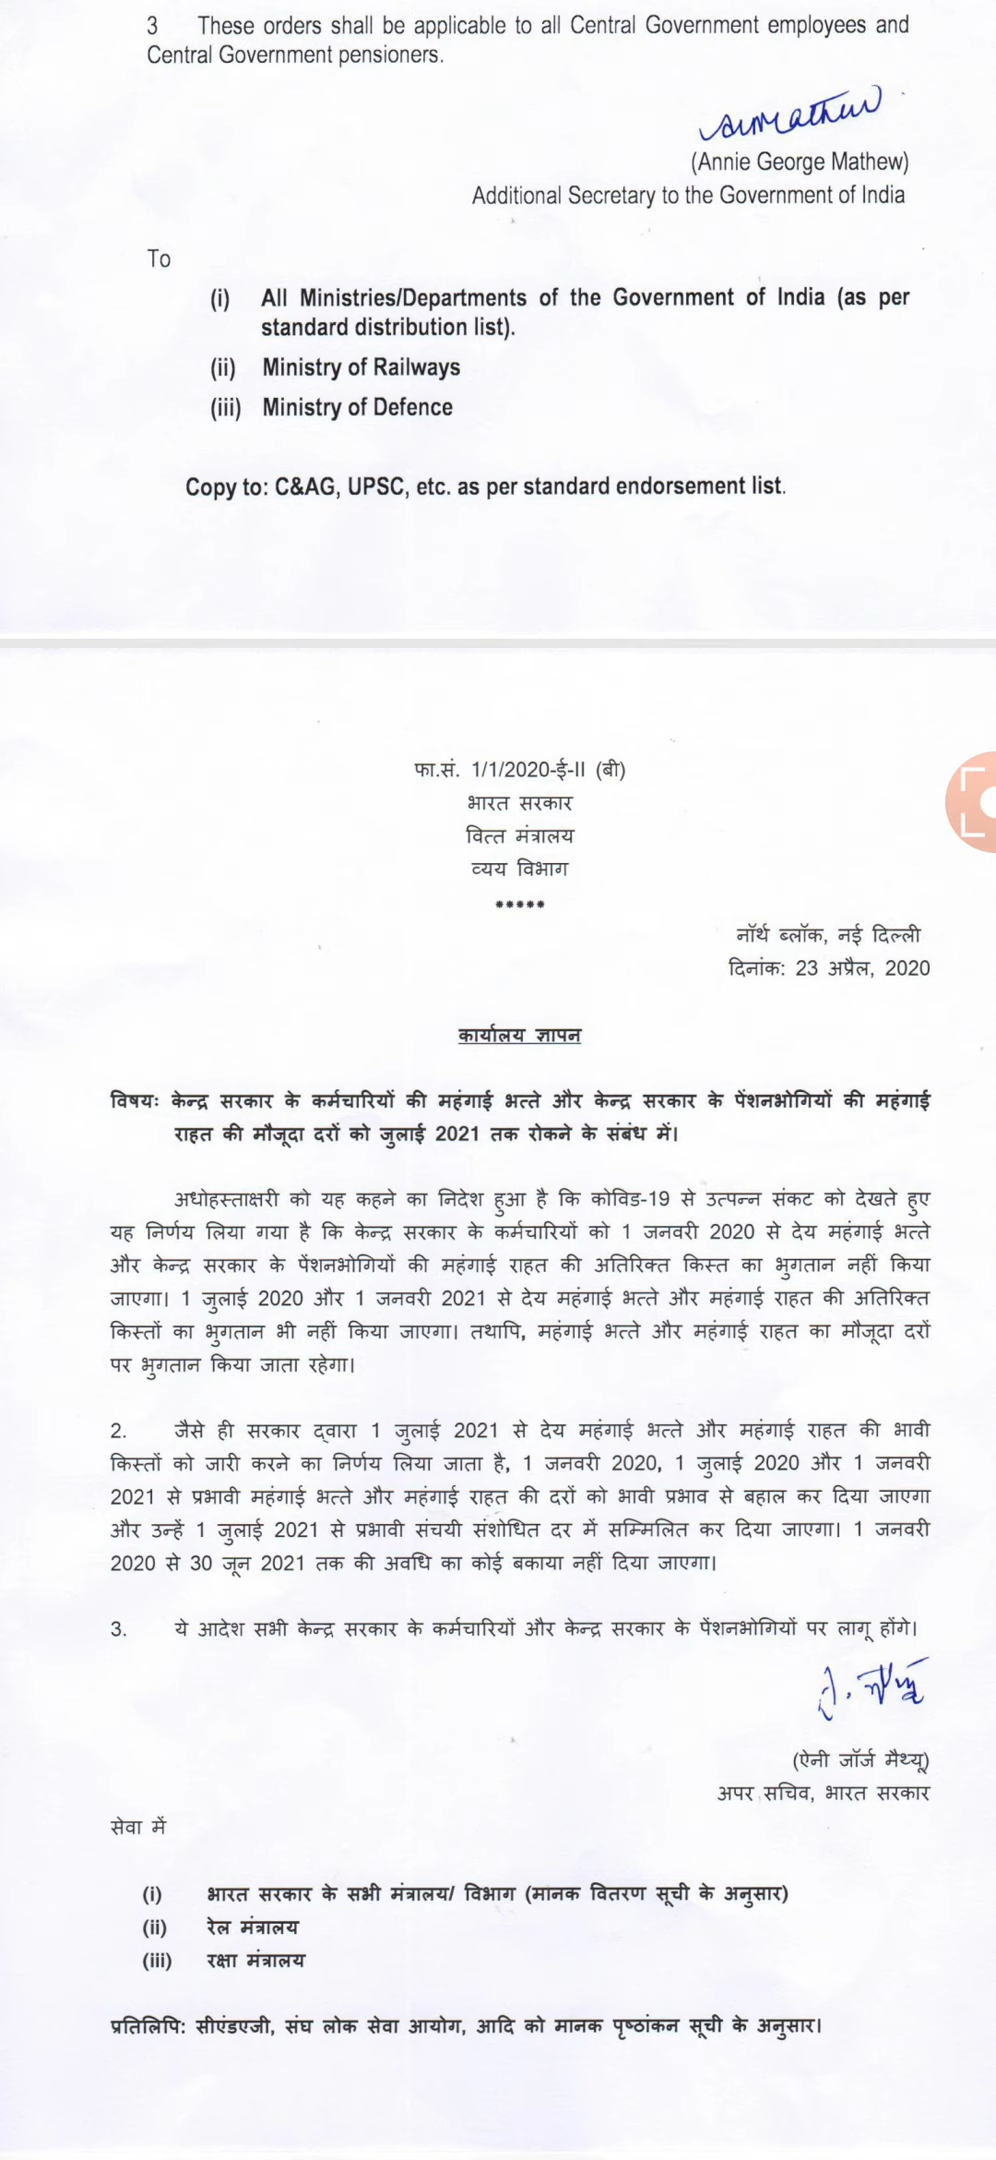 3 These orders shall be applicable to all Central Government employees and
Central Government pensioners.
(Annie George Mathew)
Additional Secretary to the Government of India
To
(i) All Ministries/Departments of the Government of India (as per
standard distribution list).
(ii) Ministry of Railways
(iii) Ministry of Defence
Copy to: C&AG, UPSC, etc. as per standard endorsement list.
फा.सं. 1/1/2020-ई-II (बी)
भारत सरकार
वित्त मंत्रालय
व्यय विभाग
*****
नॉर्थ ब्लॉक, नई दिल्ली
दिनांक: 23 अप्रैल, 2020
कार्यालय ज्ञापन
विषयः केन्द्र सरकार के कर्मचारियों की महंगाई भत्ते और केन्द्र सरकार के पेंशनभोगियों की महंगाई
राहत की मौजूदा दरों को जुलाई 2021 तक रोकने के संबंध में।
अधोहस्ताक्षरी को यह कहने का निदेश हुआ है कि कोविड-19 से उत्पन्न संकट को देखते हुए
यह निर्णय लिया गया है कि केन्द्र सरकार के कर्मचारियों को 1 जनवरी 2020 से देय महंगाई भत्ते
और केन्द्र सरकार के पेंशनभोगियों की महंगाई राहत की अतिरिक्त किस्त का भुगतान नहीं किया
जाएगा। 1 जुलाई 2020 और 1 जनवरी 2021 से देय महंगाई भत्ते और महंगाई राहत की अतिरिक्त
किस्तों का भुगतान भी नहीं किया जाएगा। तथापि, महंगाई भत्ते और महंगाई राहत का मौजूदा दरों
पर भुगतान किया जाता रहेगा।
2. जैसे ही सरकार द्वारा 1 जुलाई 2021 से देय महंगाई भत्ते और महंगाई राहत की भावी
किस्तों को जारी करने का निर्णय लिया जाता है, 1 जनवरी 2020, 1 जुलाई 2020 और 1 जनवरी
2021 से प्रभावी महंगाई भत्ते और महंगाई राहत की दरों को भावी प्रभाव से बहाल कर दिया जाएगा
और उन्हें 1 जुलाई 2021 से प्रभावी संचयी संशोधित दर में सम्मिलित कर दिया जाएगा। 1 जनवरी
2020 से 30 जून 2021 तक की अवधि का कोई बकाया नहीं दिया जाएगा।
3. ये आदेश सभी केन्द्र सरकार के कर्मचारियों और केन्द्र सरकार के पेंशनभोगियों पर लागू होंगे।
(ऐनी जॉर्ज मैथ्यू)
अपर सचिव, भारत सरकार
सेवा में
(i) भारत सरकार के सभी मंत्रालय/ विभाग (मानक वितरण सूची के अनुसार)
(ii) रेल मंत्रालय
(iii) रक्षा मंत्रालय
प्रतिलिपि: सीएंडएजी, संघ लोक सेवा आयोग, आदि को मानक पृष्ठांकन सूची के अनुसार।